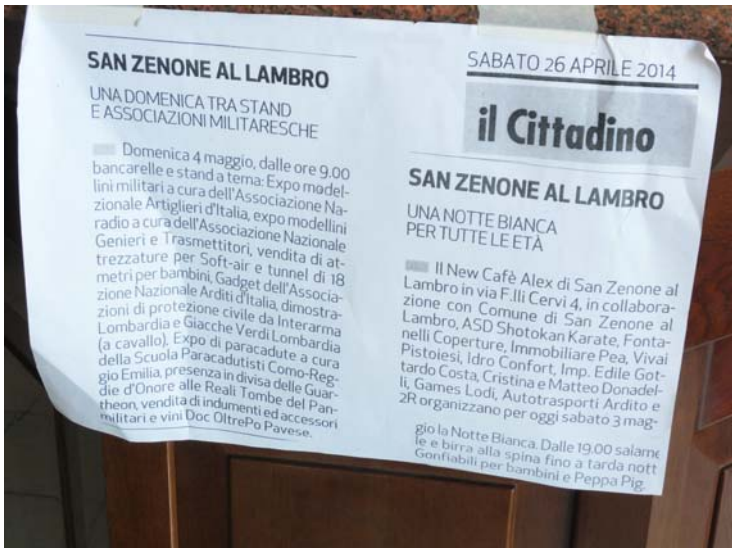 SAN ZENONE AL LAMBRO
UNA DOMENICA TRA STAND
E ASSOCIAZIONI MILITARESCHE
Domenica 4 maggio, dalle ore 9.00
bancarelle e stand a tema: Expo model-
lini militari a cura dell'Associazione Na-
zionale Artiglieri d'Italia, expo modellini
radio a cura dell'Associazione Nazionale
Genieri e Trasmettitori, vendita di at-
trezzature per Soft-air e tunnel di 18
metri per bambini, Gadget dell'Associa-
zione Nazionale Arditi d'Italia, dimostra-
zioni di protezione civile da Interarma
Lombardia e Giacche Verdi Lombardia
(a cavallo), Expo di paracadute a cura
della Scuola Paracadutisti Como-Reg-
gio Emilia, presenza in divisa delle Guar-
die d'Onore alle Reali Tombe del Pan-
theon, vendita di indumenti ed accessori
militari e vini Doc OltrePo Pavese.
SABATO 26 APRILE 2014
il Cittadino
SAN ZENONE AL LAMBRO
UNA NOTTE BIANCA
PER TUTTE LE ETÀ
Il New Cafè Alex di San Zenone al
Lambro in via F.lli Cervi 4, in collabora-
zione con Comune di San Zenone al
Lambro, ASD Shotokan Karate, Fonta-
nelli Coperture, Immobiliare Pea, Vivai
Pistoiesi, Idro Confort, Imp. Edile Got-
tardo Costa, Cristina e Matteo Donadel-
li, Games Lodi, Autotrasporti Ardito e
2R organizzano per oggi sabato 3 mag-
gio la Notte Bianca. Dalle 19.00 salame
le e birra alla spina fino a tarda nott
Gonfiabili per bambini e Peppa Pig.